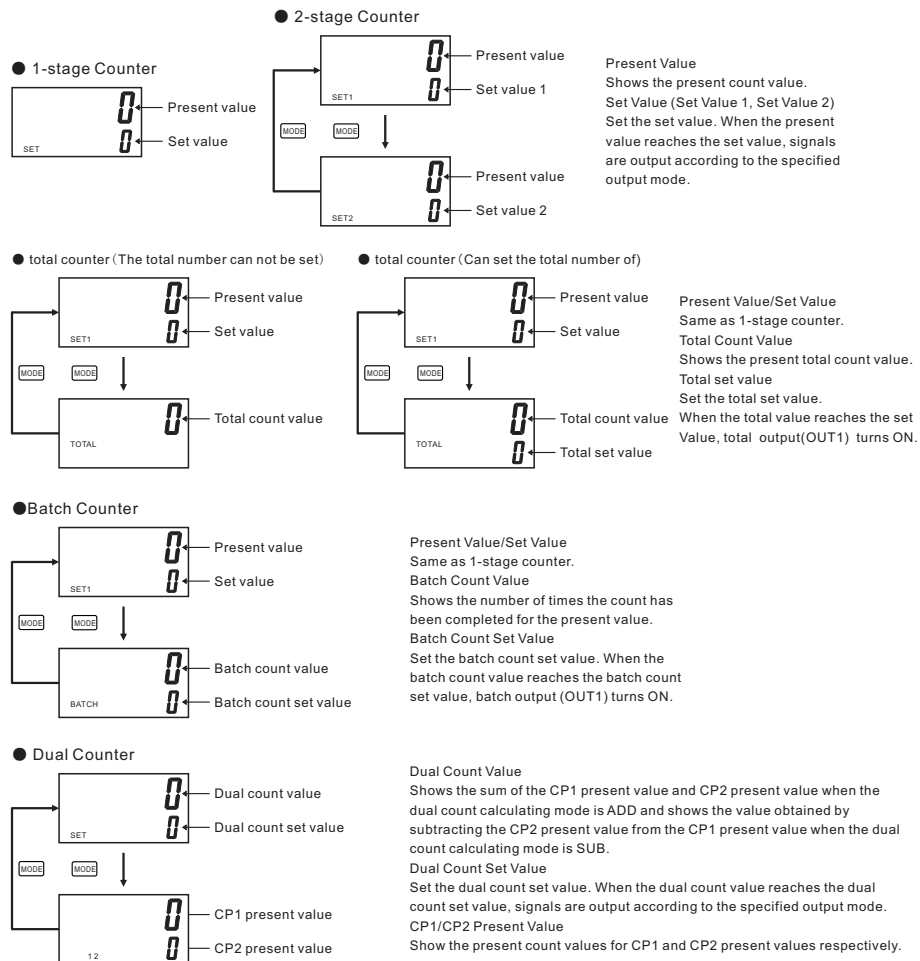 ● 2-stage Counter
0 Present value
SET1 0 Set value 1
MODE MODE
0 Present value
SET2 0 Set value 2
● 1-stage Counter
0 Present value
SET 0 Set value
Present Value
Shows the present count value.
Set Value (Set Value 1, Set Value 2)
Set the set value. When the present
value reaches the set value, signals
are output according to the specified
output mode.
● total counter (The total number can not be set)
0 Present value
SET1 0 Set value
MODE MODE
0 Total count value
TOTAL
● total counter (Can set the total number of)
0 Present value
SET1 0 Set value
MODE MODE
0 Total count value
TOTAL 0 Total set value
Present Value/Set Value
Same as 1-stage counter.
Total Count Value
Shows the present total count value.
Total set value
Set the total set value.
When the total value reaches the set
Value, total output(OUT1) turns ON.
●Batch Counter
0 Present value
SET1 0 Set value
MODE MODE
0 Batch count value
BATCH 0 Batch count set value
Present Value/Set Value
Same as 1-stage counter.
Batch Count Value
Shows the number of times the count has
been completed for the present value.
Batch Count Set Value
Set the batch count set value. When the
batch count value reaches the batch count
set value, batch output (OUT1) turns ON.
● Dual Counter
0 Dual count value
SET 0 Dual count set value
MODE MODE
0 CP1 present value
1 2 0 CP2 present value
Dual Count Value
Shows the sum of the CP1 present value and CP2 present value when the
dual count calculating mode is ADD and shows the value obtained by
subtracting the CP2 present value from the CP1 present value when the dual
count calculating mode is SUB.
Dual Count Set Value
Set the dual count set value. When the dual count value reaches the dual
count set value, signals are output according to the specified output mode.
CP1/CP2 Present Value
Show the present count values for CP1 and CP2 present values respectively.